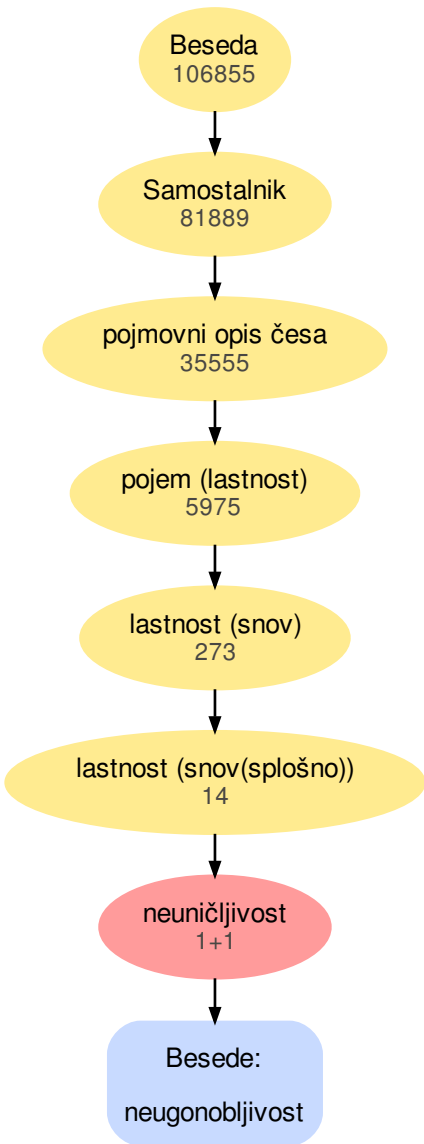 Beseda
106855
Samostalnik
81889
pojmovni opis česa
35555
pojem (lastnost)
5975
lastnost (snov)
273
lastnost (snov(splošno))
14
neuničljivost
1+1
Besede:
neugonobljivost